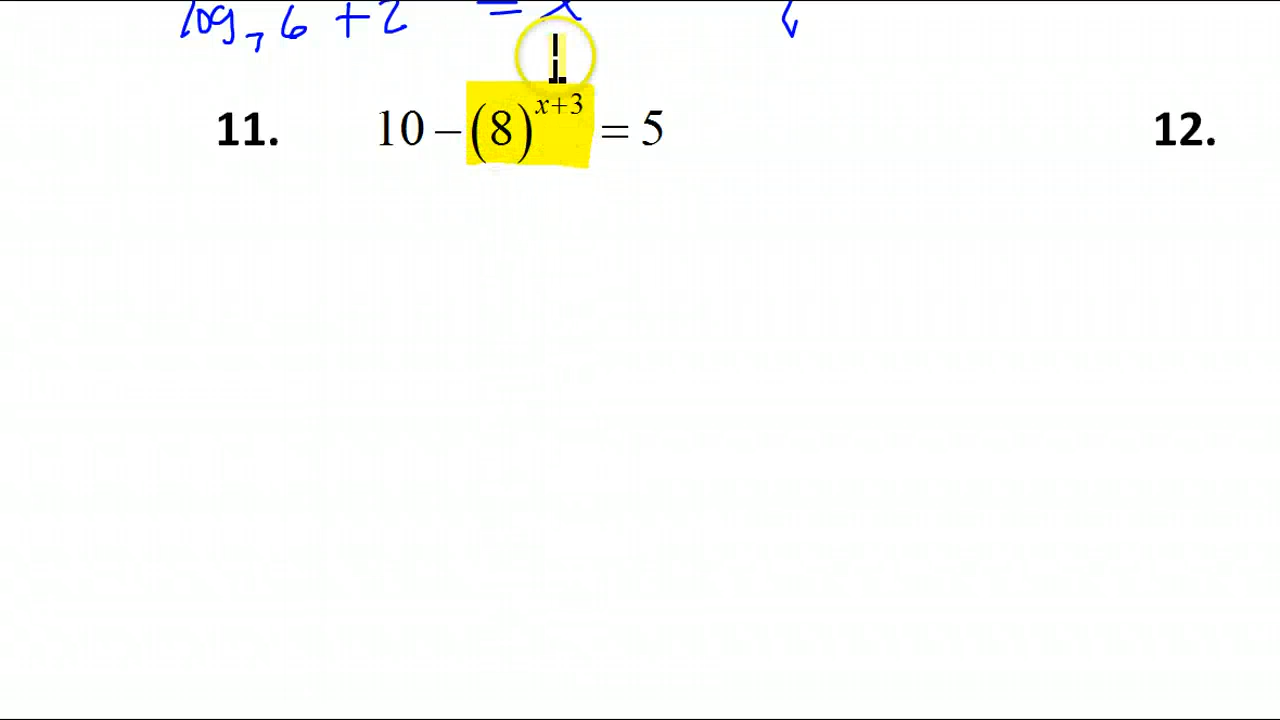 log₇ 6 + 2 = x
11. 10 − (8)^{x+3} = 5 12.